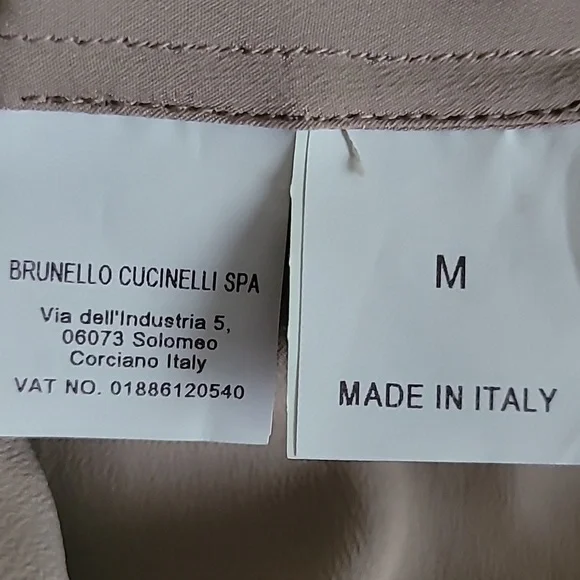 BRUNELLO CUCINELLI SPA
Via dell'Industria 5,
06073 Solomeo
Corciano Italy
VAT NO. 01886120540
M
MADE IN ITALY